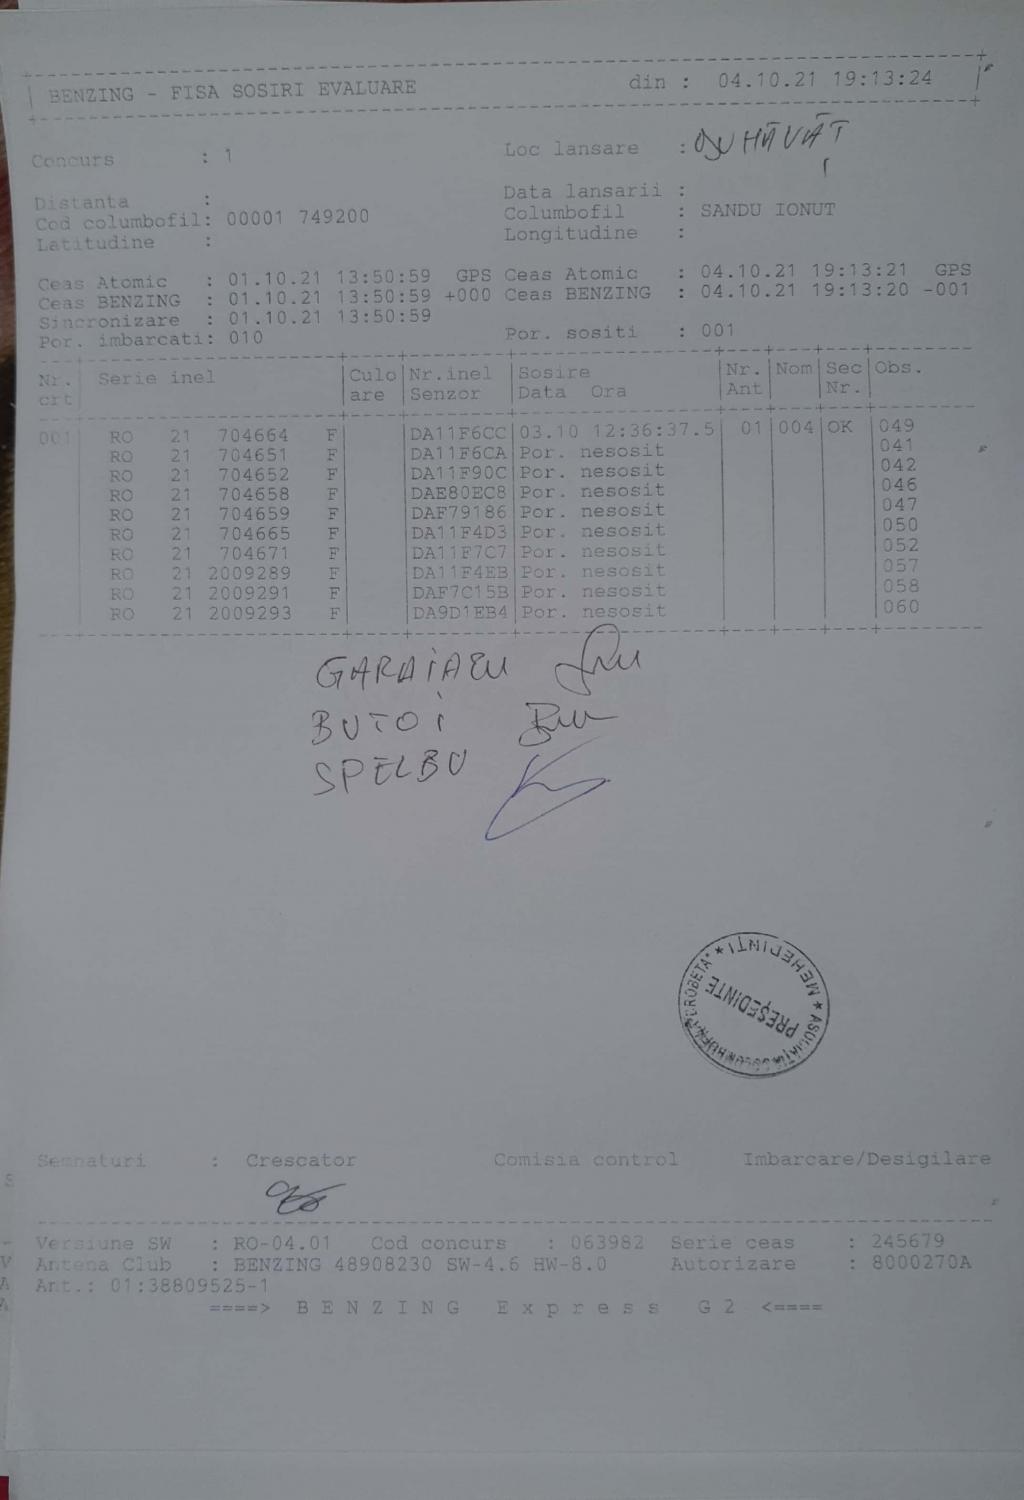 BENZING - FISA SOSIRI EVALUARE din : 04.10.21 19:13:24
Concurs : 1 Loc lansare :
Distanta : Data lansarii :
Cod columbofil: 00001 749200 Columbofil : SANDU IONUT
Latitudine : Longitudine :
Ceas Atomic : 01.10.21 13:50:59 GPS Ceas Atomic : 04.10.21 19:13:21 GPS
Ceas BENZING : 01.10.21 13:50:59 +000 Ceas BENZING : 04.10.21 19:13:20 -001
Sincronizare : 01.10.21 13:50:59
Por. imbarcati: 010 Por. sositi : 001
Nr. Serie inel Culo Nr.inel Sosire Nr. Nom Sec Obs.
crt are Senzor Data Ora Ant Nr.
001 RO 21 704664 F DA11F6CC 03.10 12:36:37.5 01 004 OK 049
RO 21 704651 F DA11F6CA Por. nesosit 041
RO 21 704652 F DA11F90C Por. nesosit 042
RO 21 704658 F DAE80EC8 Por. nesosit 046
RO 21 704659 F DAF79186 Por. nesosit 047
RO 21 704665 F DA11F4D3 Por. nesosit 050
RO 21 704671 F DA11F7C7 Por. nesosit 052
RO 21 2009289 F DA11F4EB Por. nesosit 057
RO 21 2009291 F DAF7C15B Por. nesosit 058
RO 21 2009293 F DA9D1EB4 Por. nesosit 060
BUTOI
SPELBU
MEHEDINȚI
PREȘEDINTE
Semnaturi : Crescator Comisia control Imbarcare/Desigilare
Versiune SW : RO-04.01 Cod concurs : 063982 Serie ceas : 245679
Antena Club : BENZING 48908230 SW-4.6 HW-8.0 Autorizare : 8000270A
Ant.: 01:38809525-1
====> B E N Z I N G E x p r e s s G 2 <====